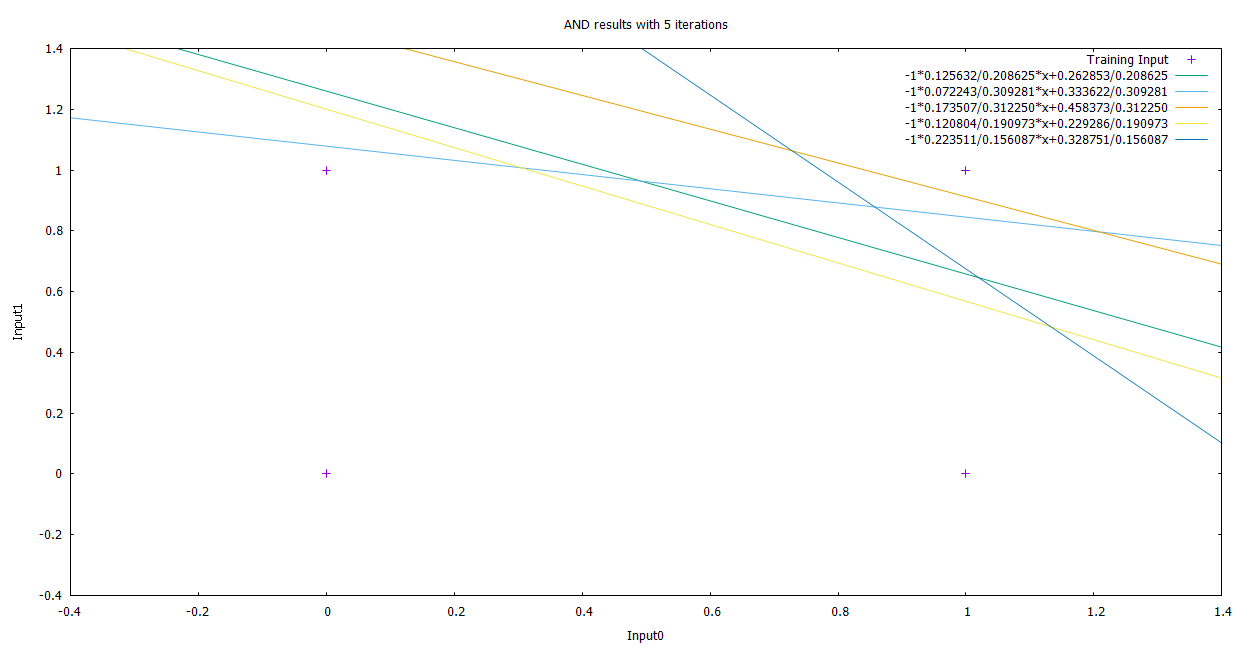 AND results with 5 iterations
Training Input
-1*0.125632/0.208625*x+0.262853/0.208625
-1*0.072243/0.309281*x+0.333622/0.309281
-1*0.173507/0.312250*x+0.458373/0.312250
-1*0.120804/0.190973*x+0.229286/0.190973
-1*0.223511/0.156087*x+0.328751/0.156087
1.4
1.2
1
0.8
0.6
0.4
0.2
0
-0.2
-0.4
Input1
-0.4 -0.2 0 0.2 0.4 0.6 0.8 1 1.2 1.4
Input0